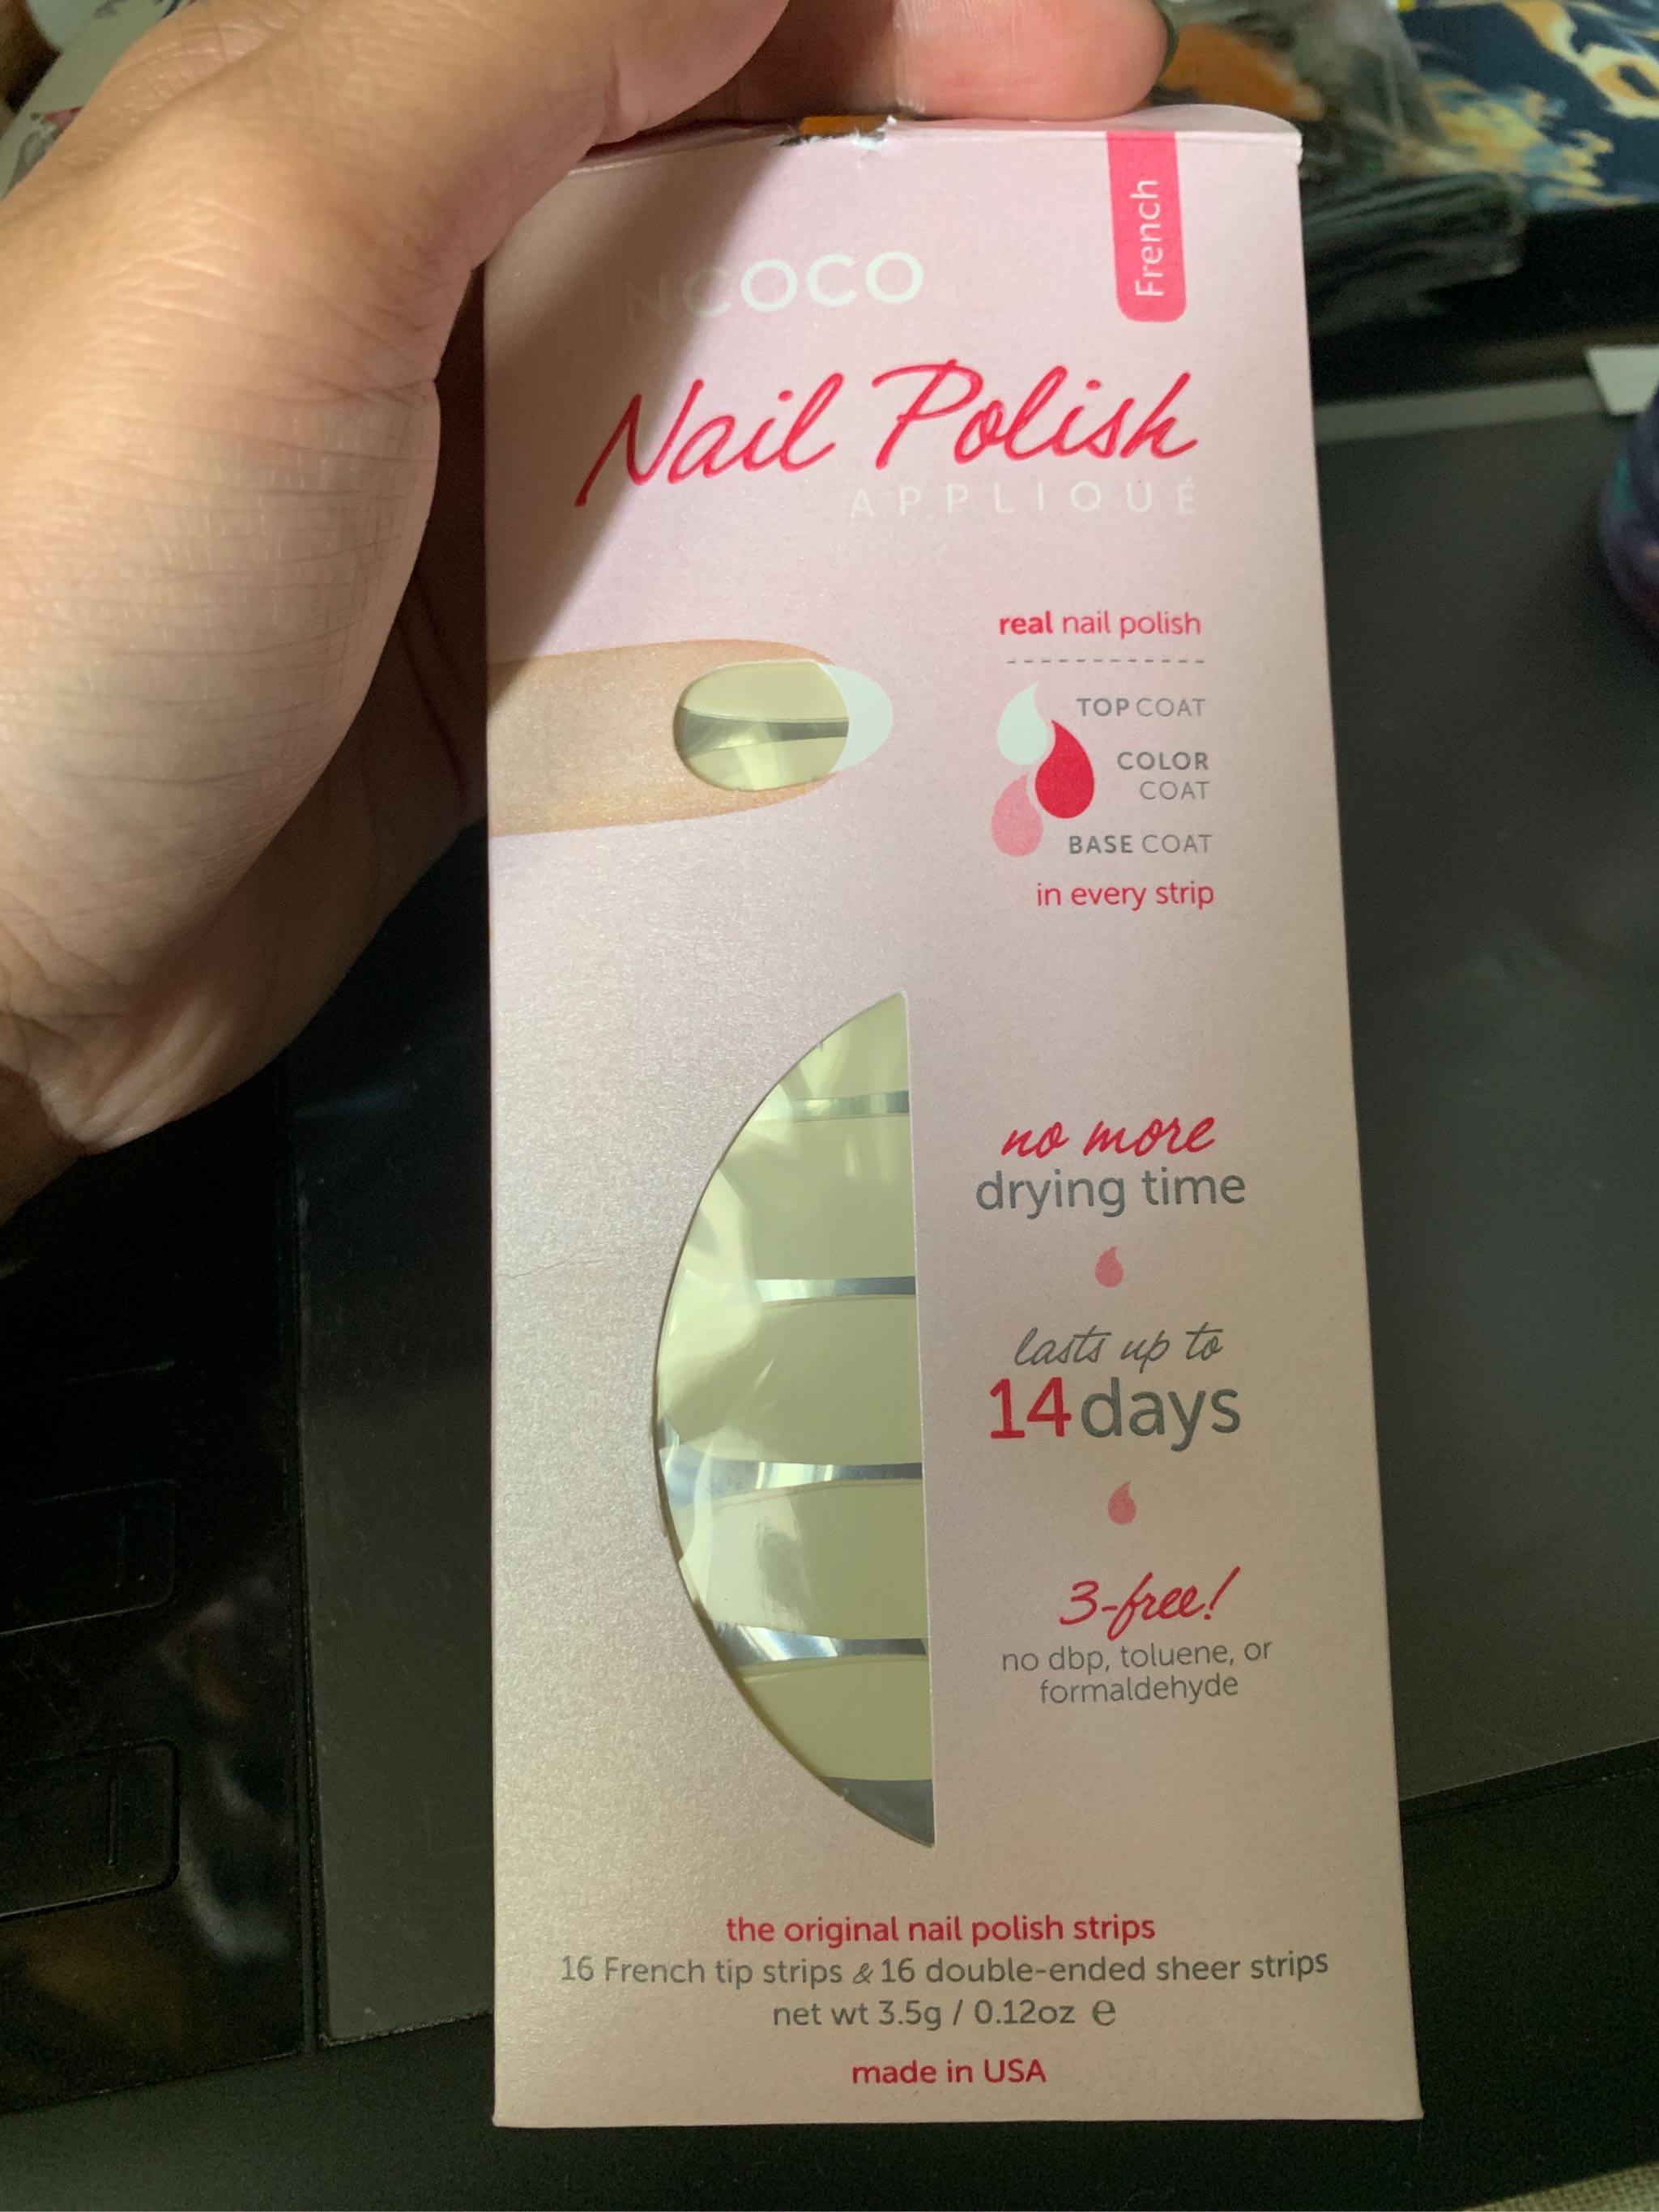 INCOCO
French
Nail Polish
APPLIQUÉ
real nail polish
TOP COAT
COLOR
COAT
BASE COAT
in every strip
no more
drying time
lasts up to
14 days
3-free!
no dbp, toluene, or
formaldehyde
the original nail polish strips
16 French tip strips & 16 double-ended sheer strips
net wt 3.5g / 0.12oz ℮
made in USA